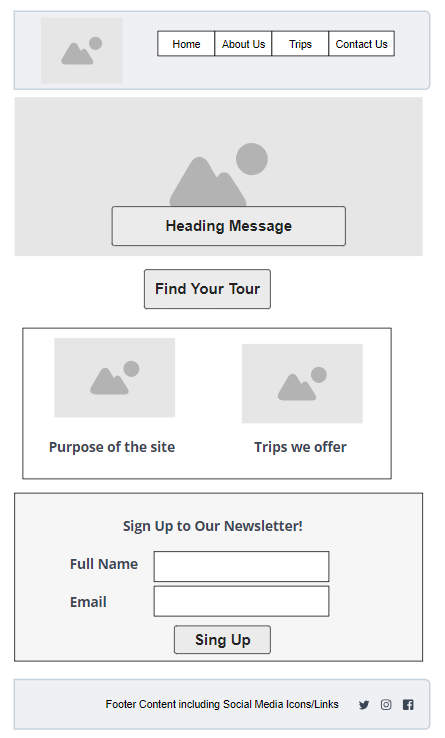 Home About Us Trips Contact Us
Heading Message
Find Your Tour
Purpose of the site Trips we offer
Sign Up to Our Newsletter!
Full Name
Email
Sing Up
Footer Content including Social Media Icons/Links